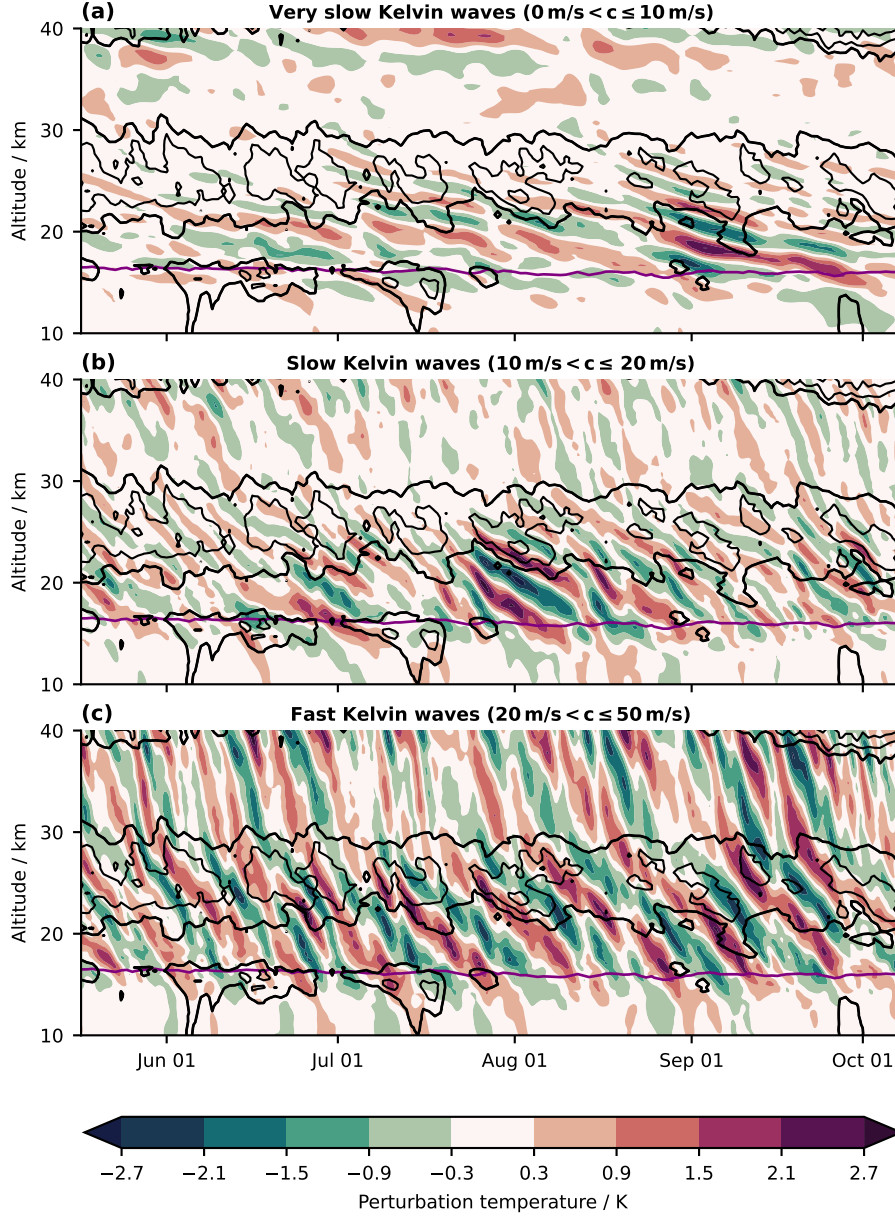 (a) Very slow Kelvin waves (0 m/s < c ≤ 10 m/s)
40
30
20
10
Altitude / km
(b) Slow Kelvin waves (10 m/s < c ≤ 20 m/s)
40
30
20
10
Altitude / km
(c) Fast Kelvin waves (20 m/s < c ≤ 50 m/s)
40
30
20
10
Altitude / km
Jun 01 Jul 01 Aug 01 Sep 01 Oct 01
−2.7 −2.1 −1.5 −0.9 −0.3 0.3 0.9 1.5 2.1 2.7
Perturbation temperature / K